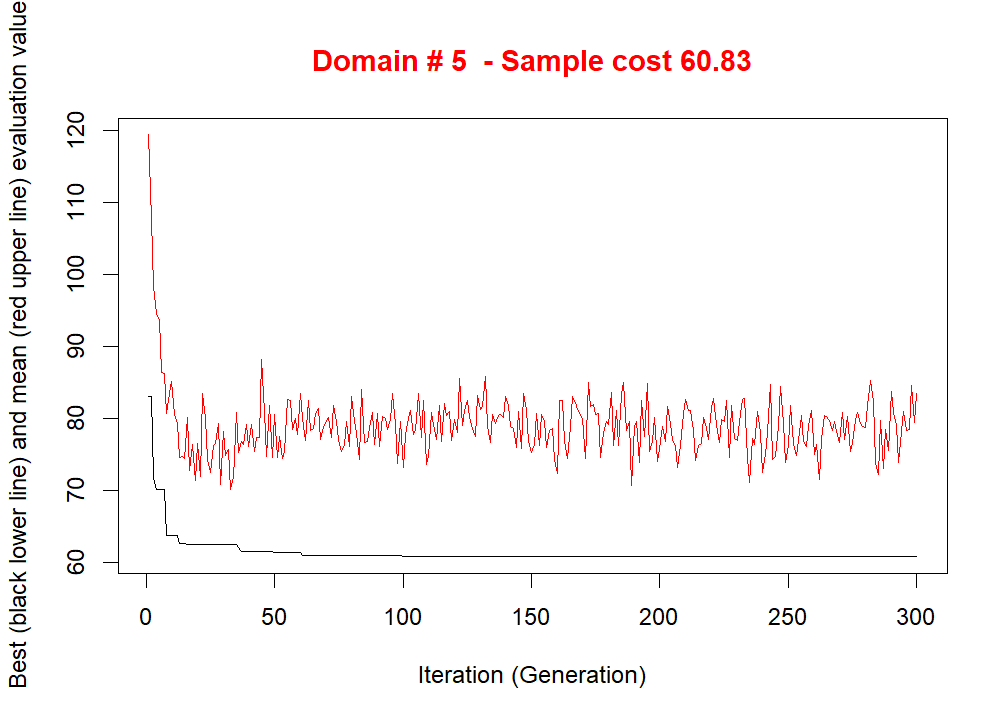 Domain # 5  - Sample cost 60.83
Best (black lower line) and mean (red upper line) evaluation value
120
110
100
90
80
70
60
0 50 100 150 200 250 300
Iteration (Generation)